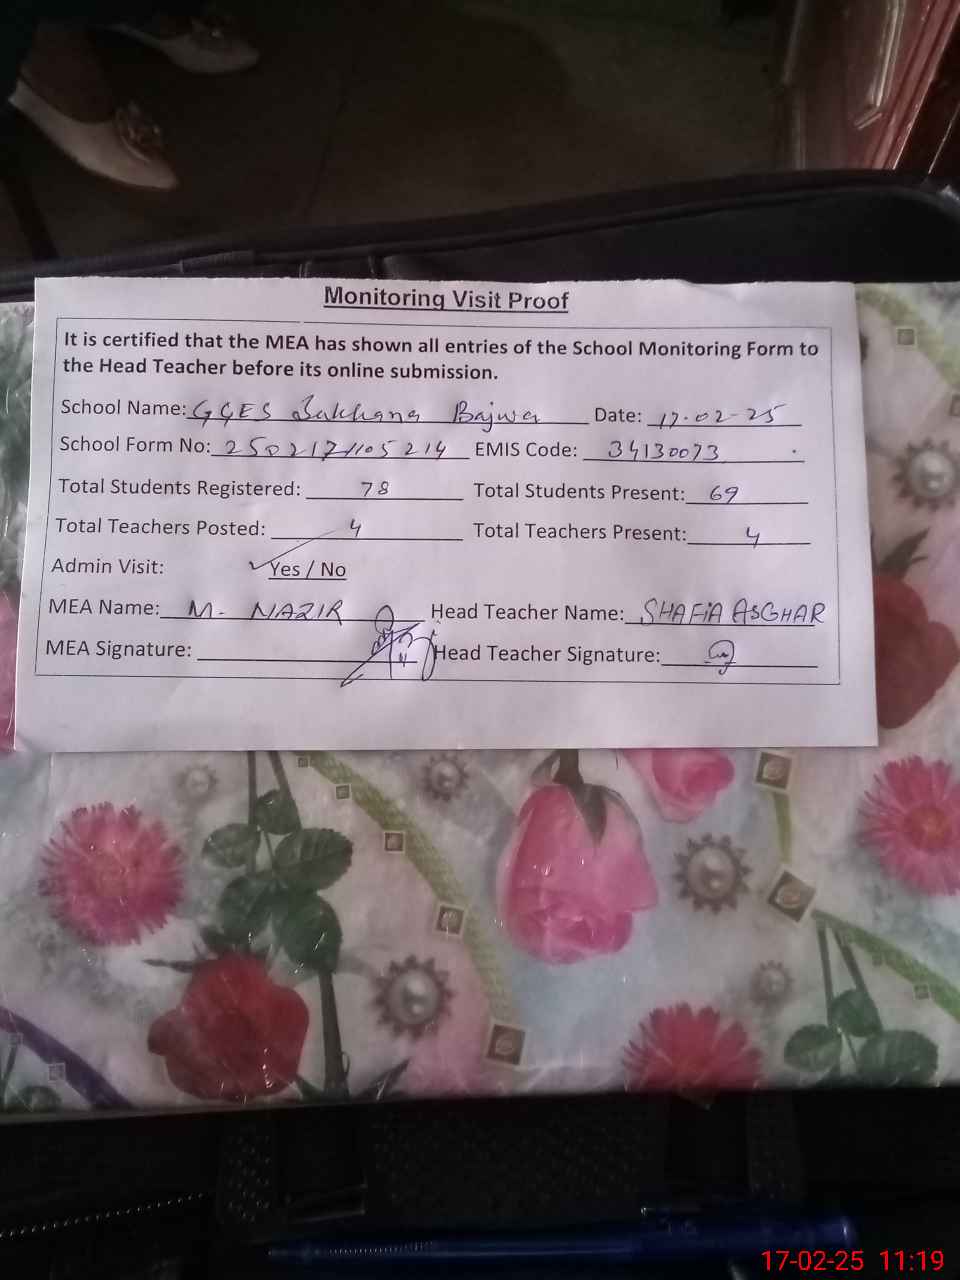 Monitoring Visit Proof
It is certified that the MEA has shown all entries of the School Monitoring Form to
the Head Teacher before its online submission.
School Name: GGES Bajwa Date: 17-02-25
School Form No: 2502171105214 EMIS Code: 34130073
Total Students Registered: 78 Total Students Present: 69
Total Teachers Posted: 4 Total Teachers Present: 4
Admin Visit: Yes / No
MEA Name: M. NAZIR Head Teacher Name: SHAFIA ASGHAR
MEA Signature: Head Teacher Signature:
17-02-25 11:19